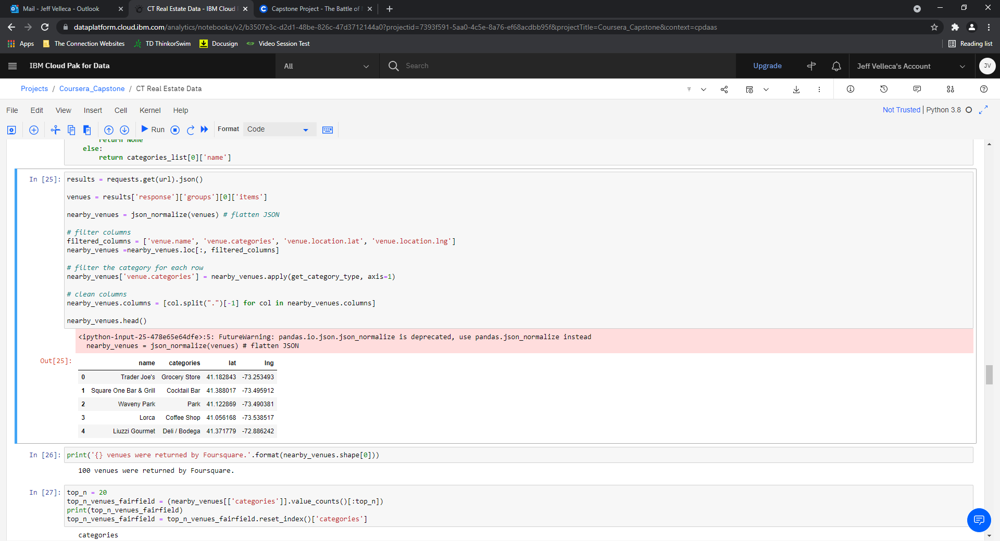 Mail - Jeff Velleca - Outlook
CT Real Estate Data - IBM Cloud
Capstone Project - The Battle of
dataplatform.cloud.ibm.com/analytics/notebooks/v2/b3507e3c-d2d1-48be-826c-47d3712144a0?projectid=7393f591-5aa0-4c5e-8a76-ef68acdbb95f&projectTitle=Coursera_Capstone&context=cpdaas
Apps
The Connection Websites
TD ThinkorSwim
Docusign
Video Session Test
Reading list
IBM Cloud Pak for Data
All
Search
Upgrade
Jeff Velleca's Account
JV
Projects / Coursera_Capstone / CT Real Estate Data
File Edit View Insert Cell Kernel Help
Not Trusted | Python 3.8
Run
Format
Code
return None
else:
return categories_list[0]['name']
In [25]:
results = requests.get(url).json()
venues = results['response']['groups'][0]['items']
nearby_venues = json_normalize(venues) # flatten JSON
# filter columns
filtered_columns = ['venue.name', 'venue.categories', 'venue.location.lat', 'venue.location.lng']
nearby_venues =nearby_venues.loc[:, filtered_columns]
# filter the category for each row
nearby_venues['venue.categories'] = nearby_venues.apply(get_category_type, axis=1)
# clean columns
nearby_venues.columns = [col.split(".")[-1] for col in nearby_venues.columns]
nearby_venues.head()
<ipython-input-25-478e65e64dfe>:5: FutureWarning: pandas.io.json.json_normalize is deprecated, use pandas.json_normalize instead
nearby_venues = json_normalize(venues) # flatten JSON
Out[25]:
name categories lat lng
0 Trader Joe's Grocery Store 41.182843 -73.253493
1 Square One Bar & Grill Cocktail Bar 41.388017 -73.495912
2 Waveny Park Park 41.122869 -73.490381
3 Lorca Coffee Shop 41.056168 -73.538517
4 Liuzzi Gourmet Deli / Bodega 41.371779 -72.886242
In [26]:
print('{} venues were returned by Foursquare.'.format(nearby_venues.shape[0]))
100 venues were returned by Foursquare.
In [27]:
top_n = 20
top_n_venues_fairfield = (nearby_venues[['categories']].value_counts()[:top_n])
print(top_n_venues_fairfield)
top_n_venues_fairfield = top_n_venues_fairfield.reset_index()['categories']
categories